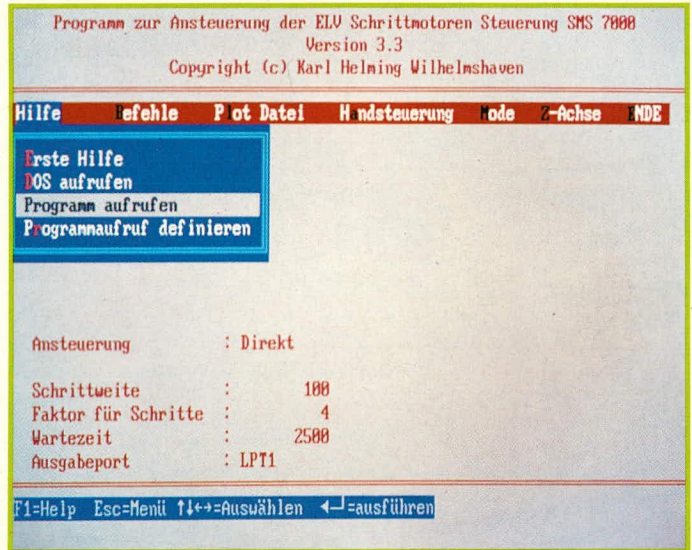 Programm zur Ansteuerung der ELV Schrittmotoren Steuerung SMS 7000
Version 3.3
Copyright (c) Karl Helming Wilhelmshaven
Hilfe Befehle Plot Datei Handsteuerung Mode Z-Achse ENDE
Erste Hilfe
DOS aufrufen
Programm aufrufen
Programmaufruf definieren
Ansteuerung : Direkt
Schrittweite : 100
Faktor für Schritte : 4
Wartezeit : 2500
Ausgabeport : LPT1
F1=Help Esc=Menü ↑↓←→=Auswählen ◄┘=ausführen